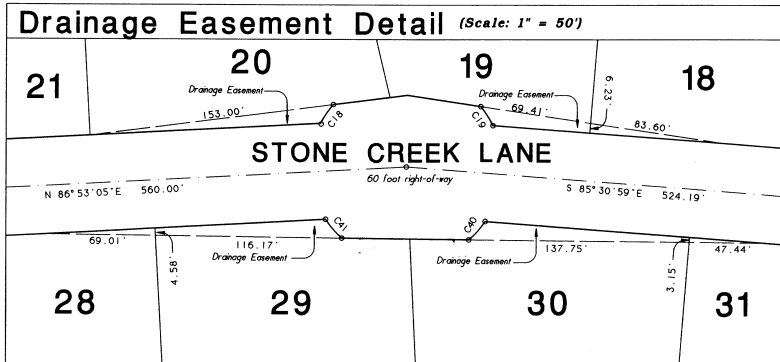 Drainage Easement Detail (Scale: 1" = 50')
21
20
19
18
Drainage Easement
Drainage Easement
6.23'
153.00'
C18
C19
69.41'
83.60'
STONE CREEK LANE
60 foot right-of-way
N 86°53'05"E 560.00'
S 85°30'59"E 524.19'
69.01'
4.58'
116.17'
C41
C40
Drainage Easement
Drainage Easement
137.75'
3.15'
47.44'
28
29
30
31